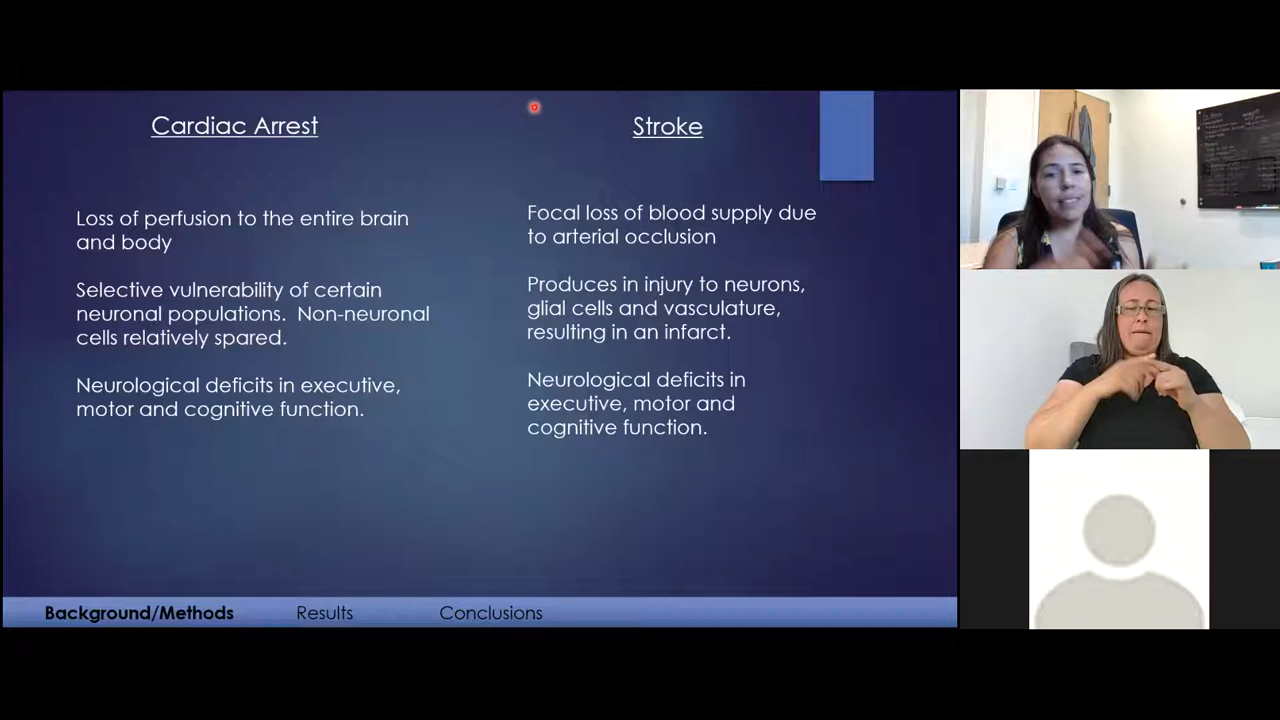 Cardiac Arrest
Loss of perfusion to the entire brain
and body
Selective vulnerability of certain
neuronal populations.  Non-neuronal
cells relatively spared.
Neurological deficits in executive,
motor and cognitive function.
Stroke
Focal loss of blood supply due
to arterial occlusion
Produces in injury to neurons,
glial cells and vasculature,
resulting in an infarct.
Neurological deficits in
executive, motor and
cognitive function.
Background/Methods
Results
Conclusions